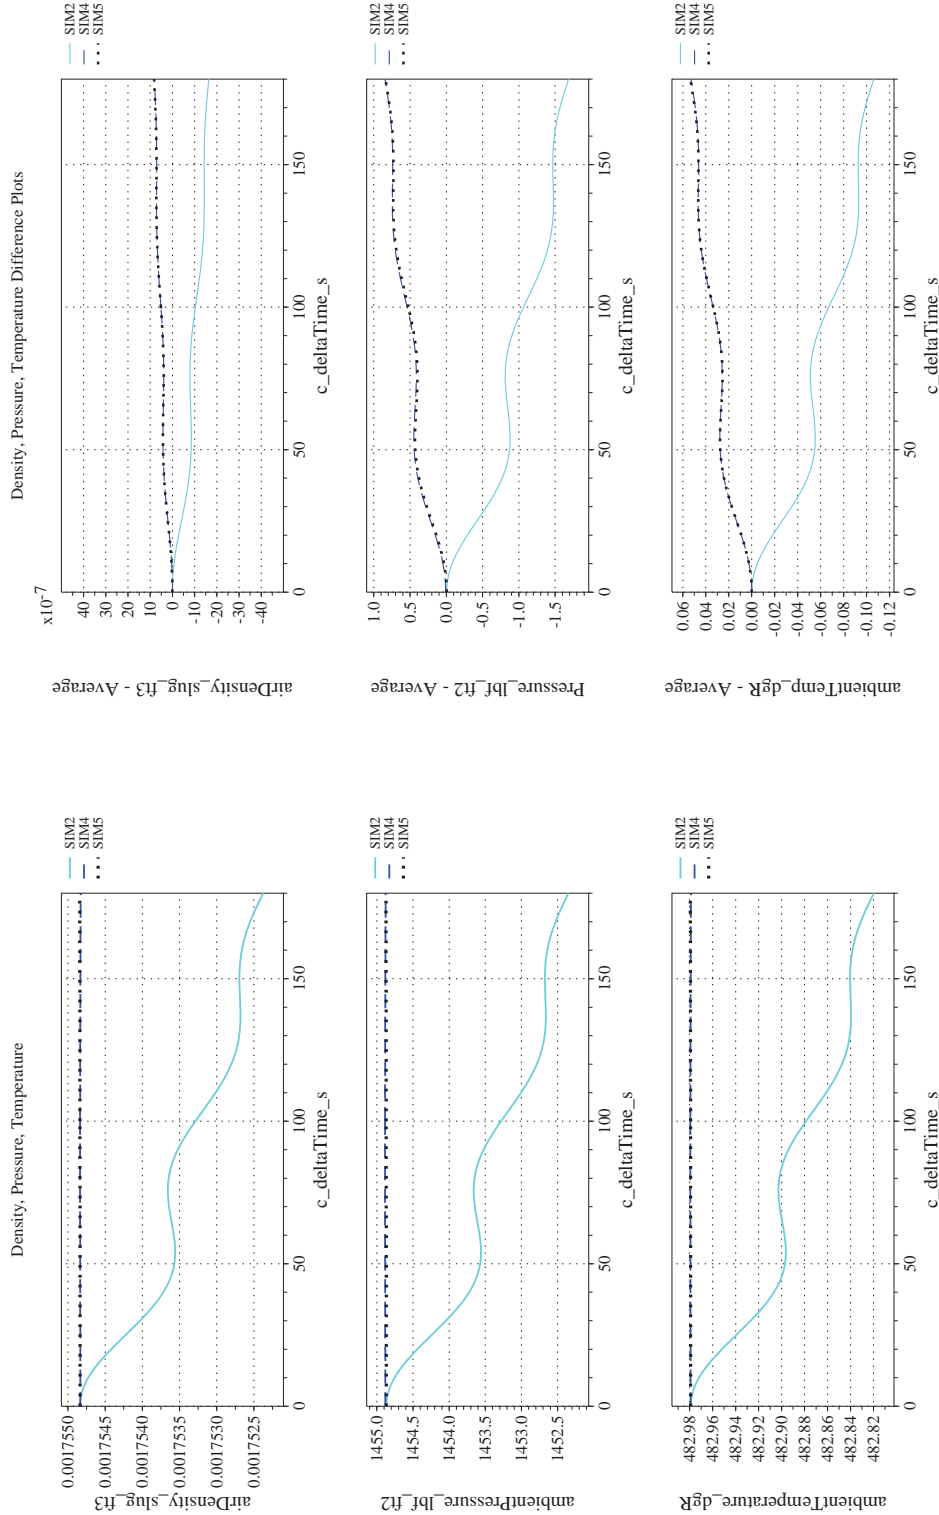 Density, Pressure, Temperature
SIM2
SIM4
SIM5
0.0017550
0.0017545
0.0017540
0.0017535
0.0017530
0.0017525
airDensity_slug_ft3
0
50
100
150
c_deltaTime_s
SIM2
SIM4
SIM5
1455.0
1454.5
1454.0
1453.5
1453.0
1452.5
ambientPressure_lbf_ft2
0
50
100
150
c_deltaTime_s
SIM2
SIM4
SIM5
482.98
482.96
482.94
482.92
482.90
482.88
482.86
482.84
482.82
ambientTemperature_dgR
0
50
100
150
c_deltaTime_s
Density, Pressure, Temperature Difference Plots
SIM2
SIM4
SIM5
x10-7
40
30
20
10
0
-10
-20
-30
-40
airDensity_slug_ft3 - Average
0
50
100
150
c_deltaTime_s
SIM2
SIM4
SIM5
1.0
0.5
0.0
-0.5
-1.0
-1.5
Pressure_lbf_ft2 - Average
0
50
100
150
c_deltaTime_s
SIM2
SIM4
SIM5
0.06
0.04
0.02
0.00
-0.02
-0.04
-0.06
-0.08
-0.10
-0.12
ambientTemp_dgR - Average
0
50
100
150
c_deltaTime_s